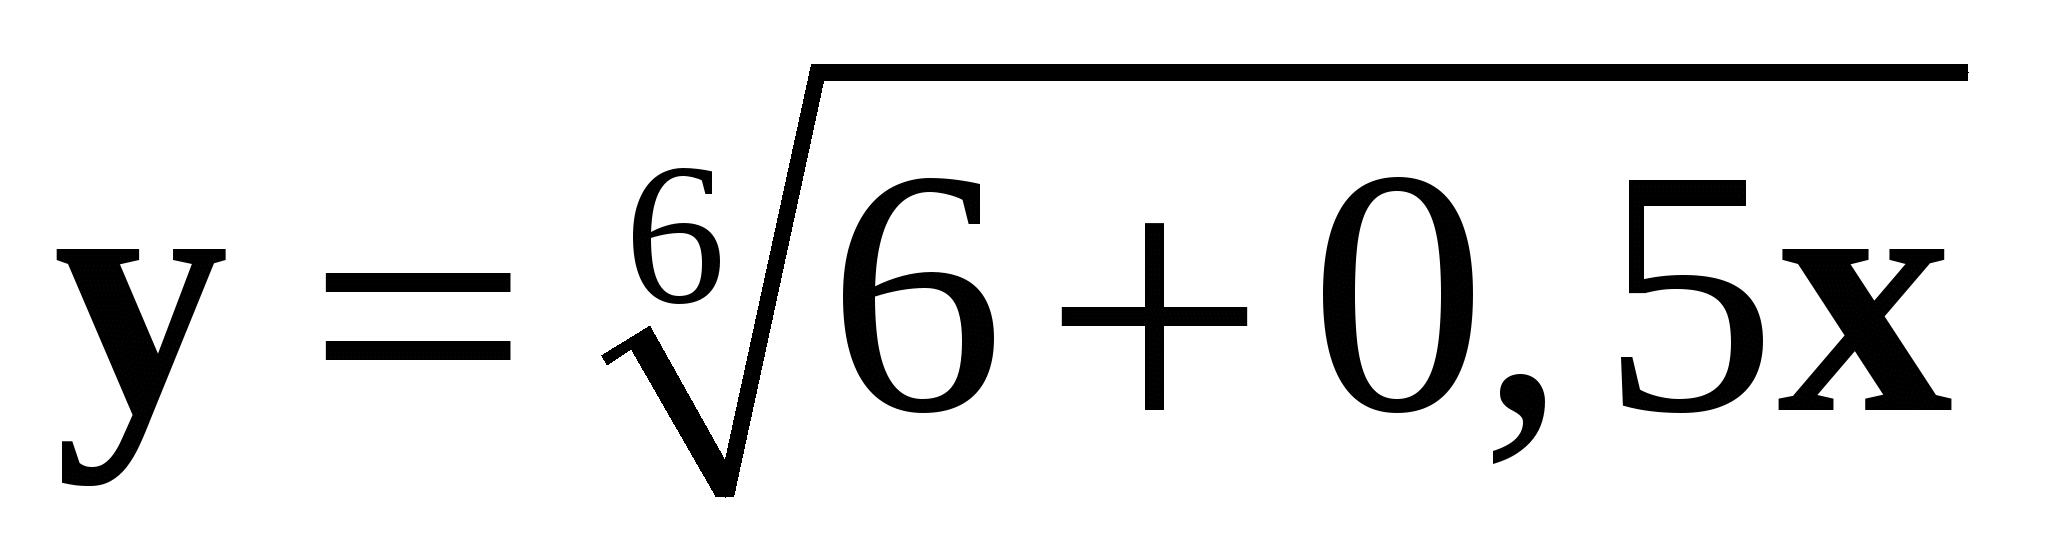 y = ⁶√6 + 0,5x